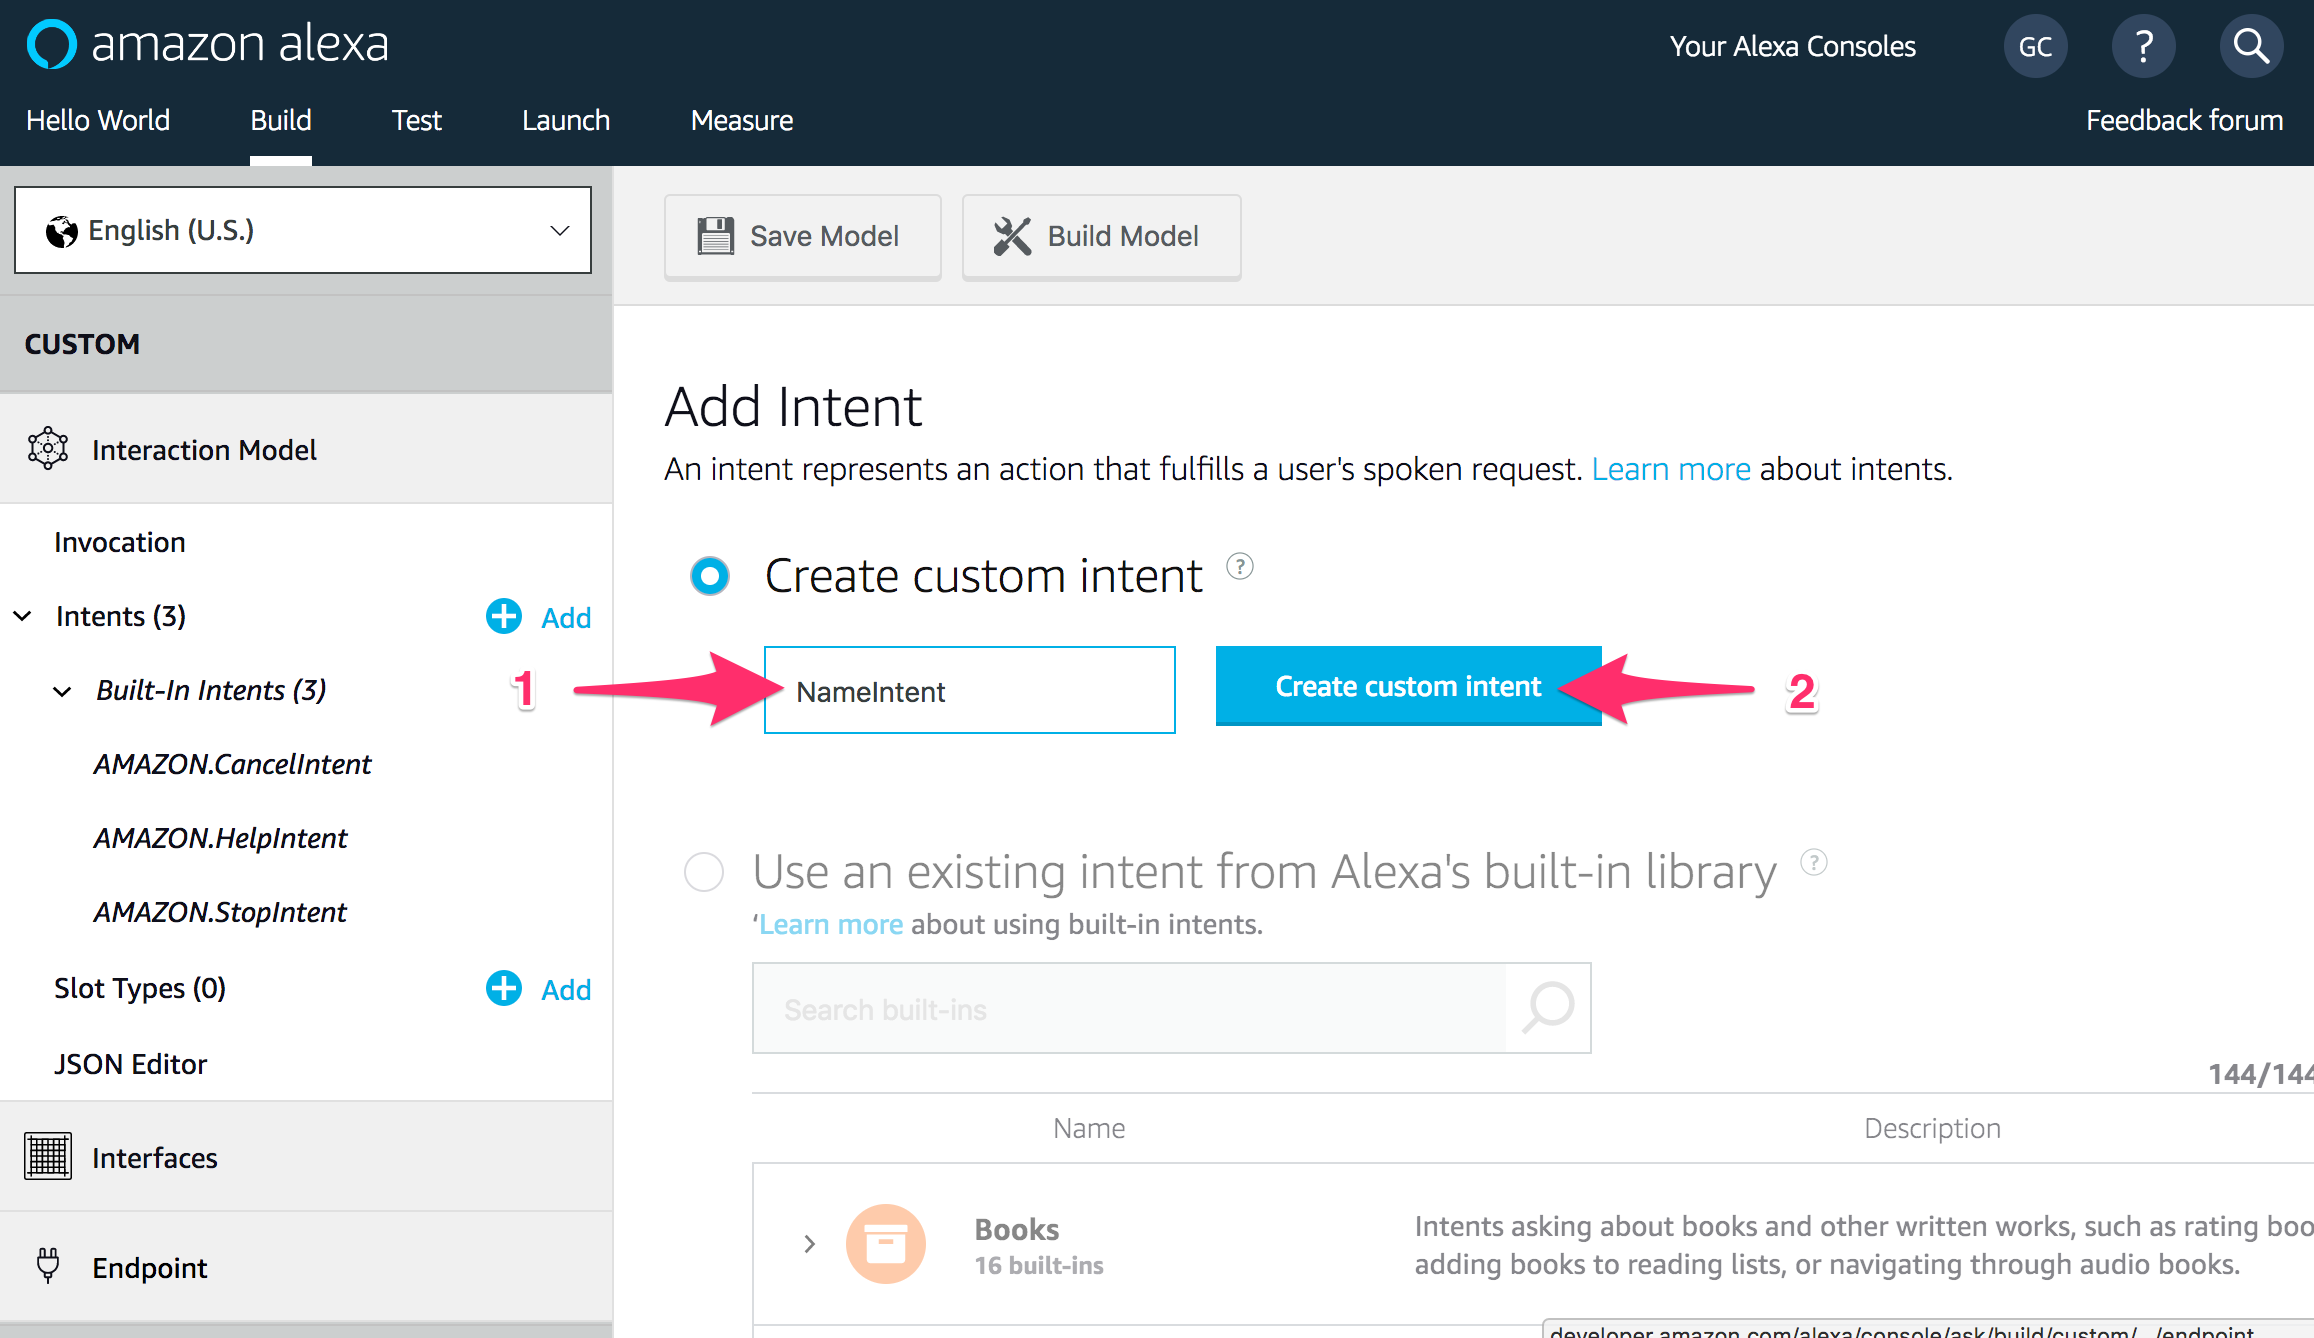 amazon alexa
Your Alexa Consoles
GC
?
Hello World
Build
Test
Launch
Measure
Feedback forum
English (U.S.)
Save Model
Build Model
CUSTOM
Interaction Model
Invocation
Intents (3)
Add
Built-In Intents (3)
AMAZON.CancelIntent
AMAZON.HelpIntent
AMAZON.StopIntent
Slot Types (0)
Add
JSON Editor
Interfaces
Endpoint
Add Intent
An intent represents an action that fulfills a user's spoken request. Learn more about intents.
Create custom intent ?
1
NameIntent
Create custom intent
2
Use an existing intent from Alexa's built-in library ?
‘Learn more about using built-in intents.
Search built-ins
144/144
Name
Description
Books
16 built-ins
Intents asking about books and other written works, such as rating boo
adding books to reading lists, or navigating through audio books.
developer.amazon.com/alexa/console/ask/build/custom/.../endpoint